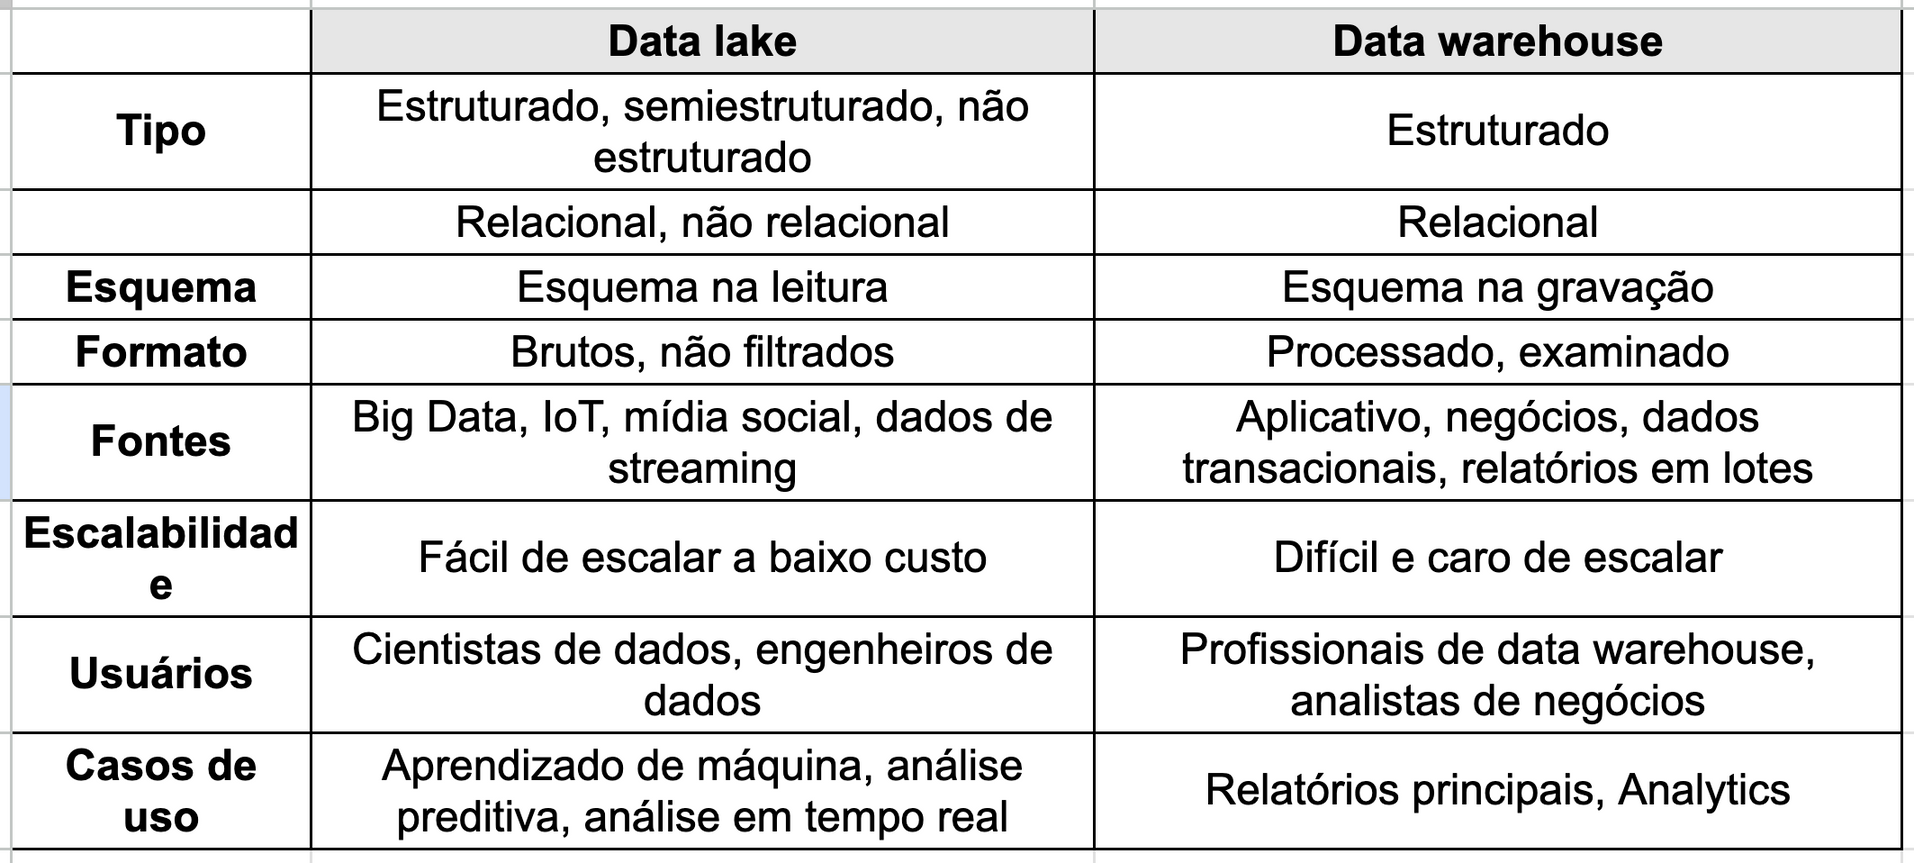 Data lake
Data warehouse
Tipo
Estruturado, semiestruturado, não
estruturado
Estruturado
Relacional, não relacional
Relacional
Esquema
Esquema na leitura
Esquema na gravação
Formato
Brutos, não filtrados
Processado, examinado
Fontes
Big Data, IoT, mídia social, dados de
streaming
Aplicativo, negócios, dados
transacionais, relatórios em lotes
Escalabilidad
e
Fácil de escalar a baixo custo
Difícil e caro de escalar
Usuários
Cientistas de dados, engenheiros de
dados
Profissionais de data warehouse,
analistas de negócios
Casos de
uso
Aprendizado de máquina, análise
preditiva, análise em tempo real
Relatórios principais, Analytics